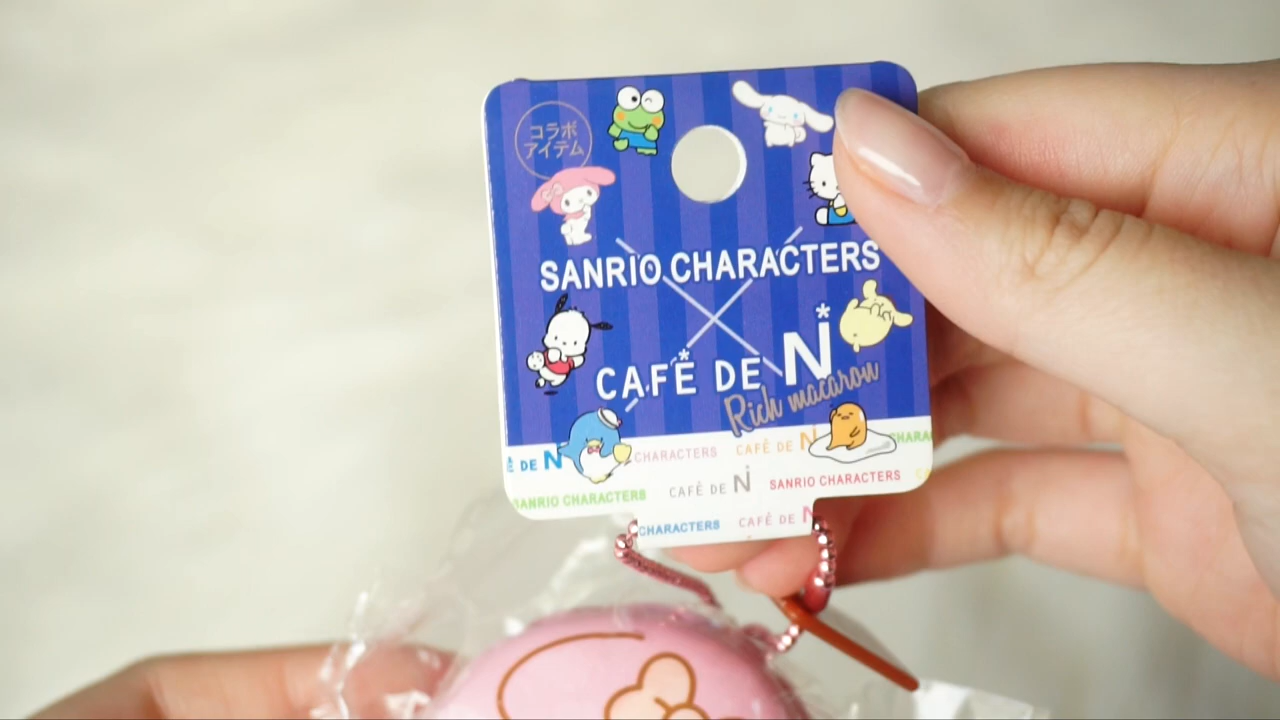 コラボ
アイテム
SANRIO CHARACTERS
CAFÉ DE N
Rich macaron
DE N CHARACTERS CAFÉ DE N
SANRIO CHARACTERS CAFÉ DE N SANRIO CHARACTERS
CHARACTERS CAFÉ DE N